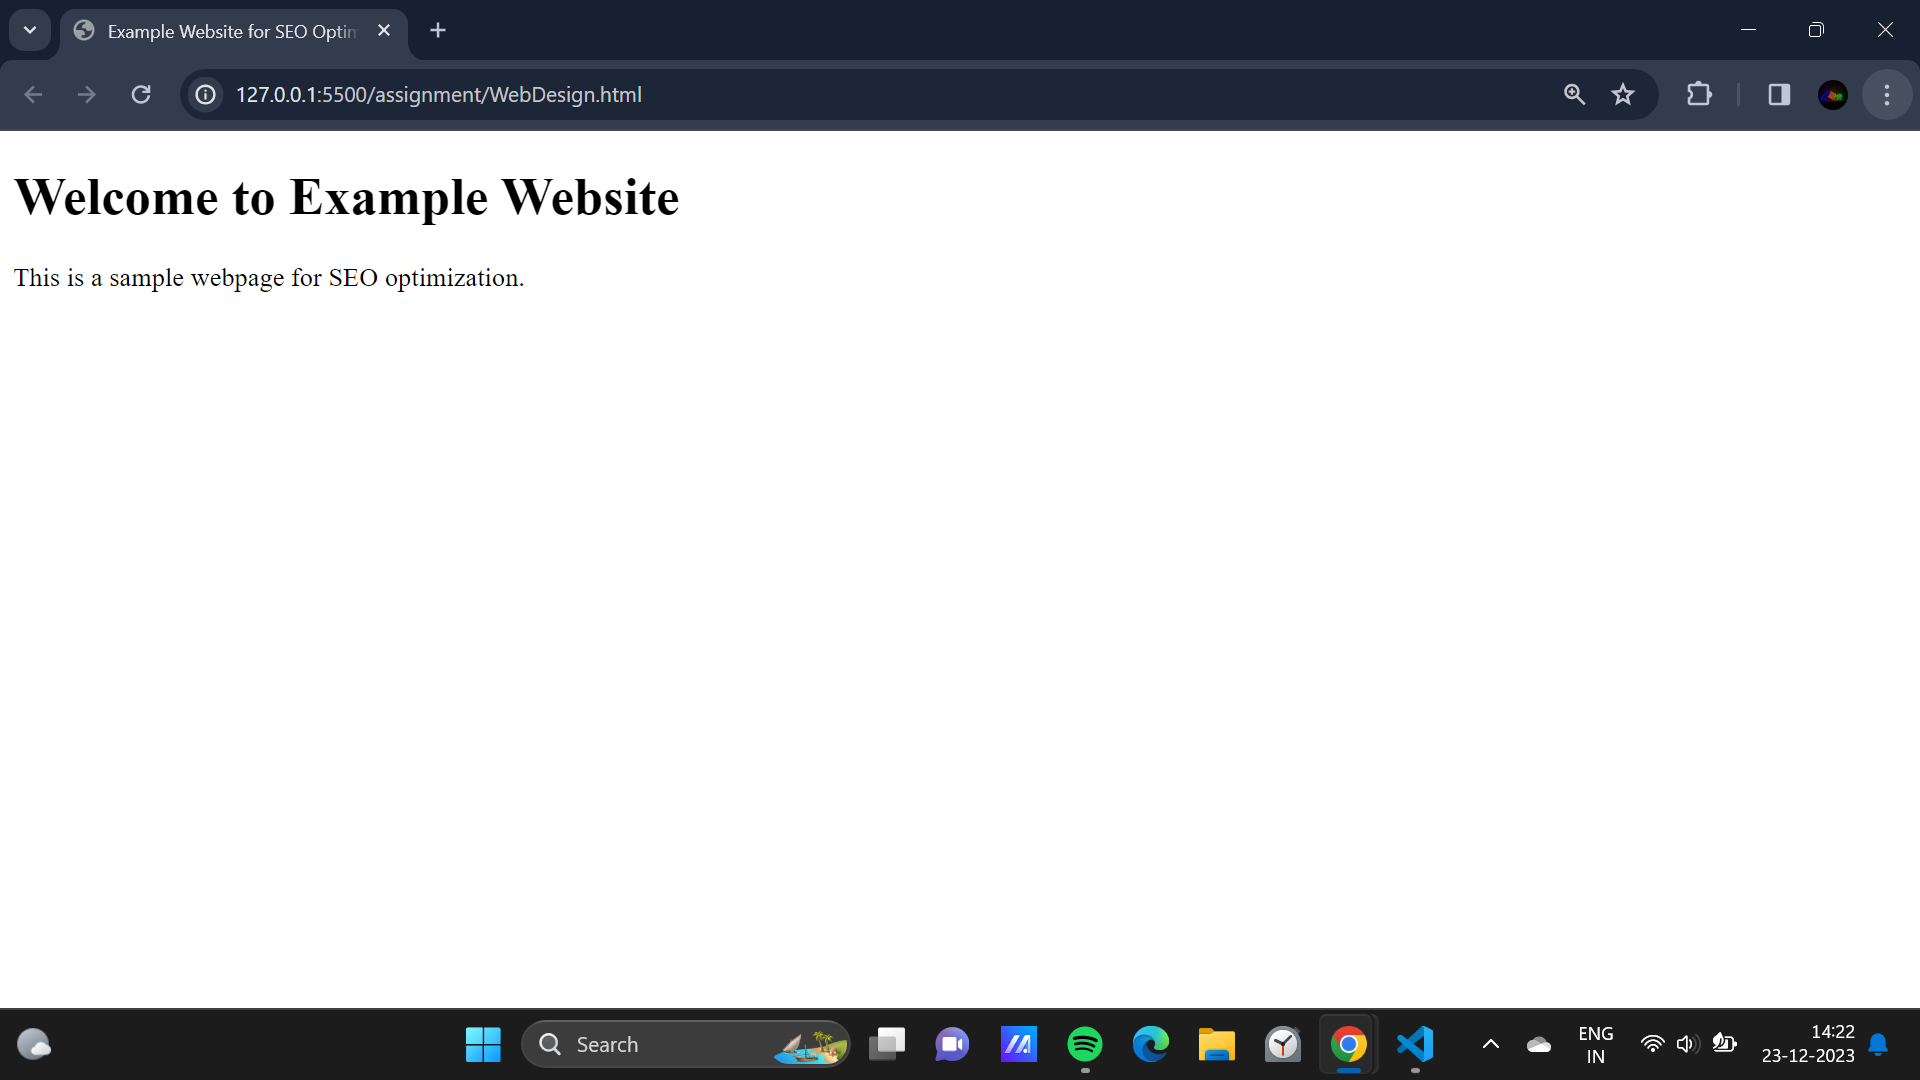 Example Website for SEO Optim
127.0.0.1:5500/assignment/WebDesign.html
Welcome to Example Website
This is a sample webpage for SEO optimization.
Search
ENG
IN
14:22
23-12-2023